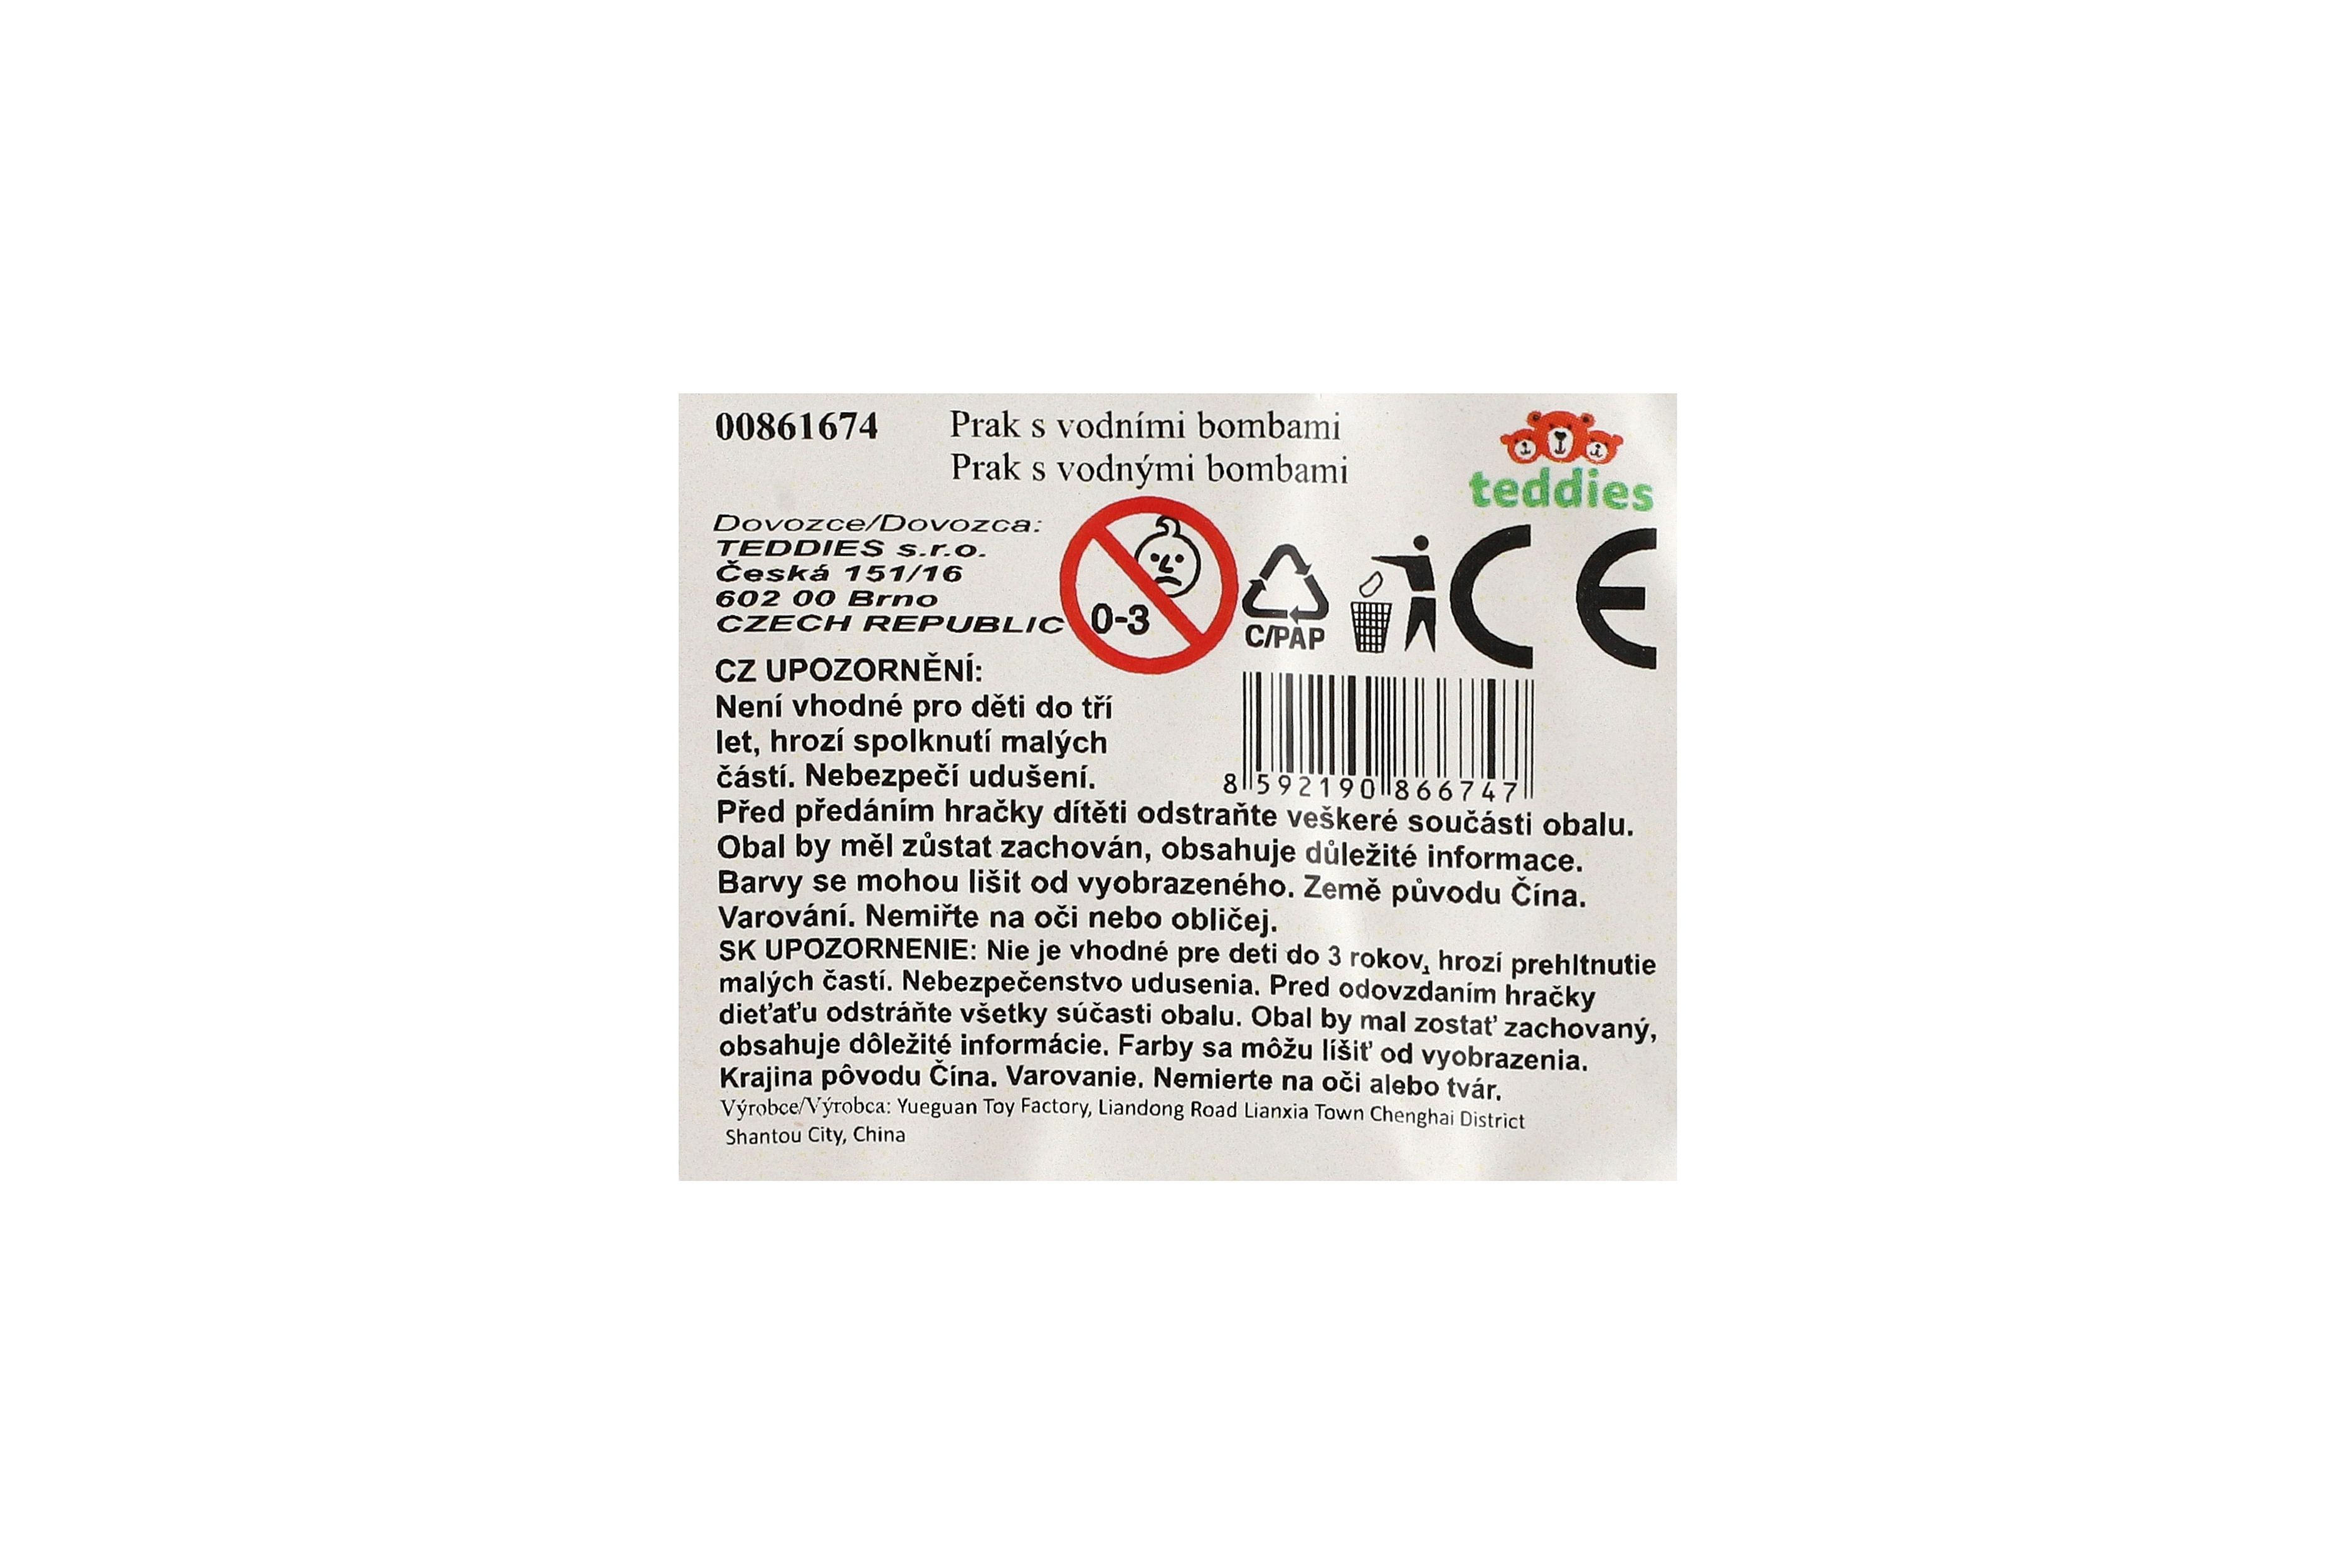 00861674 Prak s vodními bombami
Prak s vodnými bombami
teddies
Dovozce/Dovozca:
TEDDIES s.r.o.
Česká 151/16
602 00 Brno
CZECH REPUBLIC
0-3
C/PAP
CE
CZ UPOZORNĚNÍ:
Není vhodné pro děti do tří
let, hrozí spolknutí malých
částí. Nebezpečí udušení.
8 592190 866747
Před předáním hračky dítěti odstraňte veškeré součásti obalu.
Obal by měl zůstat zachován, obsahuje důležité informace.
Barvy se mohou lišit od vyobrazeného. Země původu Čína.
Varování. Nemiřte na oči nebo obličej.
SK UPOZORNENIE: Nie je vhodné pre deti do 3 rokov, hrozí prehltnutie
malých častí. Nebezpečenstvo udusenia. Pred odovzdaním hračky
dieťaťu odstráňte všetky súčasti obalu. Obal by mal zostať zachovaný,
obsahuje dôležité informácie. Farby sa môžu líšiť od vyobrazenia.
Krajina pôvodu Čína. Varovanie. Nemierte na oči alebo tvár.
Výrobce/Výrobca: Yueguan Toy Factory, Liandong Road Lianxia Town Chenghai District
Shantou City, China